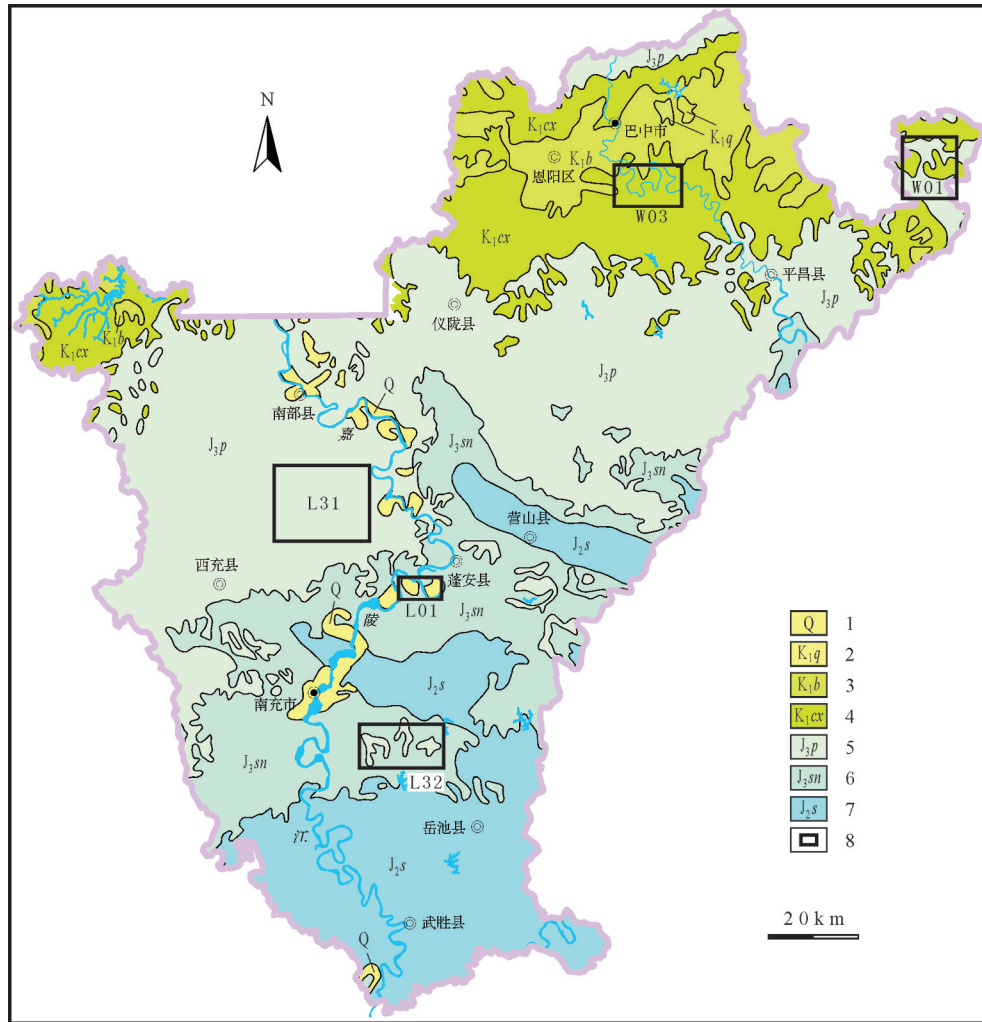 J₃p
N
K₁cx
巴中市
K₁q
K₁b
恩阳区
W01
W03
K₁cx
平昌县
J₃p
仪陇县
K₁b
K₁cx
J₃p
Q
南部县
嘉
J₃sn
J₃p
J₃sn
L31
营山县
J₂s
西充县
蓬安县
Q
L01
陵
J₃sn
Q 1
K₁q 2
K₁b 3
K₁cx 4
J₃p 5
J₃sn 6
J₂s 7
8
J₂s
南充市
J₃sn
L32
江
岳池县
J₂s
武胜县
20km
Q